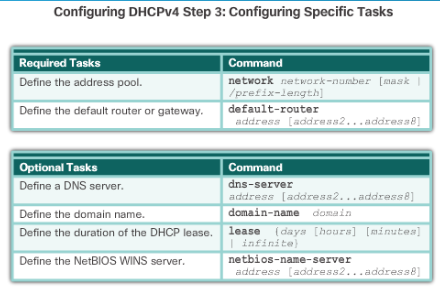 Configuring DHCPv4 Step 3: Configuring Specific Tasks
Required Tasks Command
Define the address pool. network network-number [mask |
/prefix-length]
Define the default router or gateway. default-router
address [address2...address8]
Optional Tasks Command
Define a DNS server. dns-server
address [address2...address8]
Define the domain name. domain-name domain
Define the duration of the DHCP lease. lease {days [hours] [minutes]
| infinite}
Define the NetBIOS WINS server. netbios-name-server
address [address2...address8]